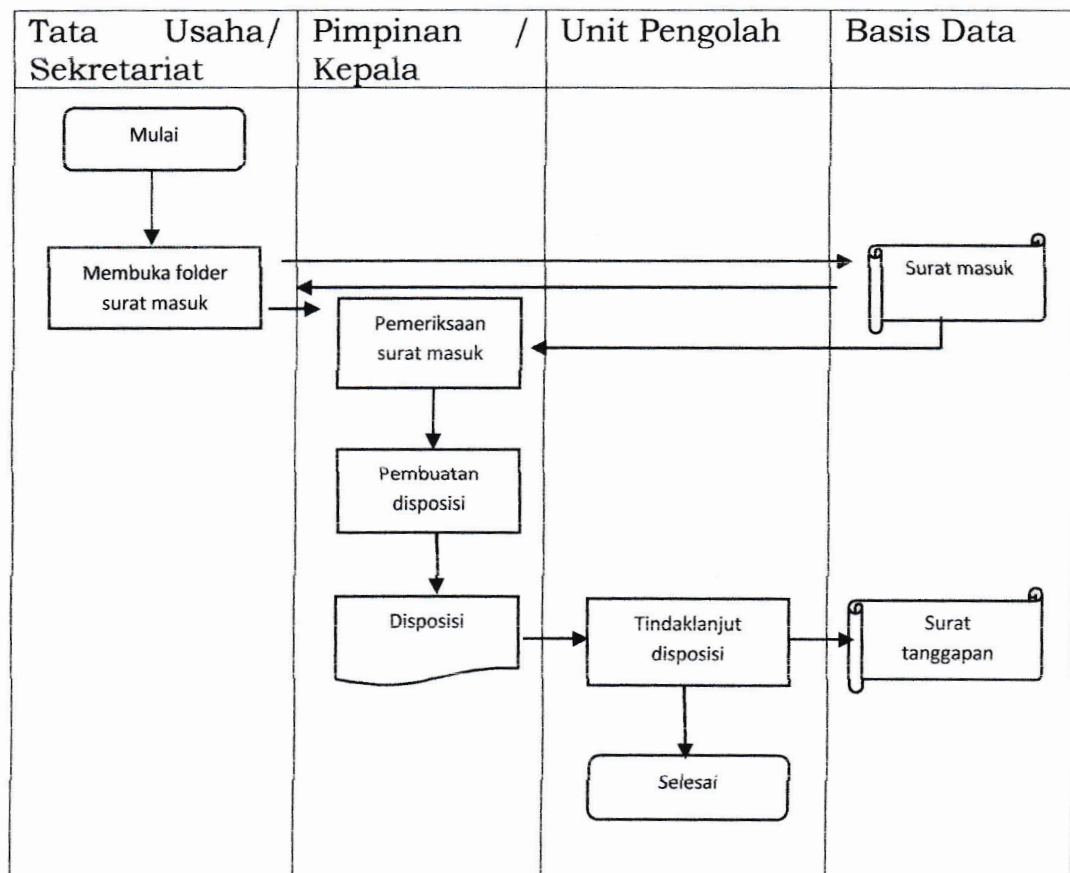 Tata Usaha/
Sekretariat
Pimpinan /
Kepala
Unit Pengolah
Basis Data
Mulai
Membuka folder
surat masuk
Surat masuk
Pemeriksaan
surat masuk
Pembuatan
disposisi
Disposisi
Tindaklanjut
disposisi
Surat
tanggapan
Selesai